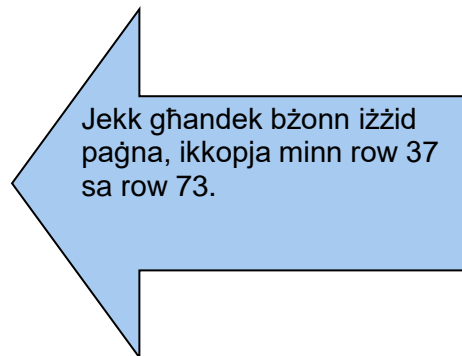 Jekk għandek bżonn iżżid
paġna, ikkopja minn row 37
sa row 73.